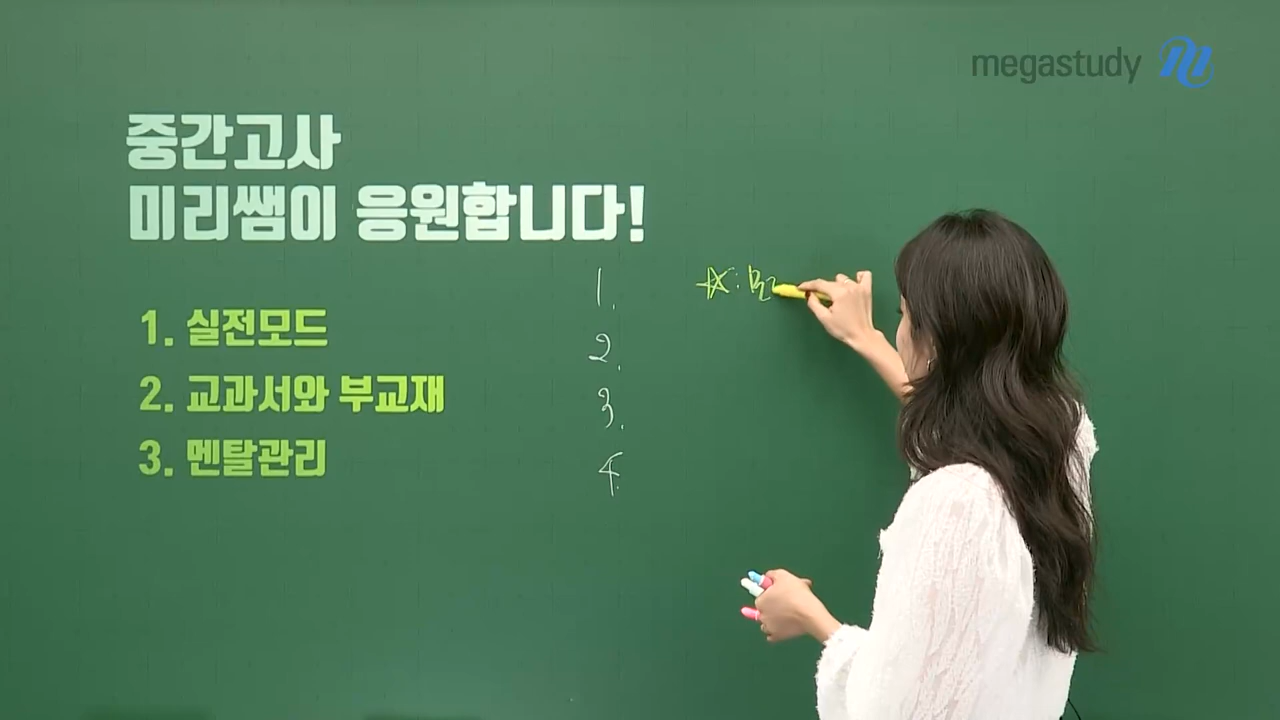 megastudy
중간고사
미리쌤이 응원합니다!
1. 실전모드
2. 교과서와 부교재
3. 멘탈관리
1.
2.
3.
4.
☆: